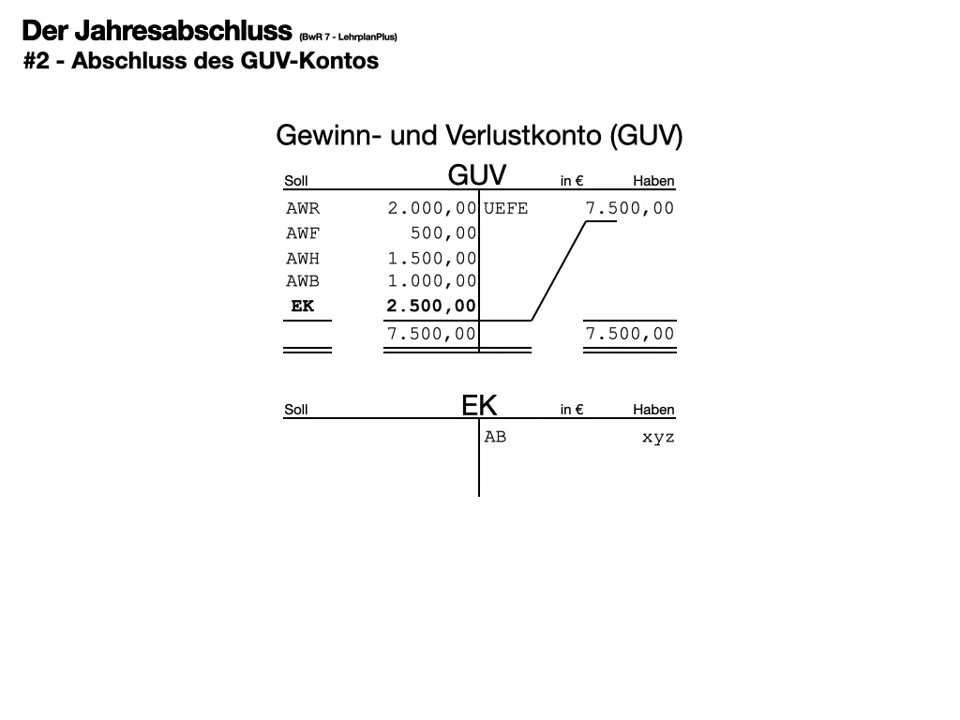 Der Jahresabschluss (BwR 7 - LehrplanPlus)
#2 - Abschluss des GUV-Kontos
Gewinn- und Verlustkonto (GUV)
Soll GUV in € Haben
AWR 2.000,00 UEFE 7.500,00
AWF 500,00
AWH 1.500,00
AWB 1.000,00
EK 2.500,00
7.500,00 7.500,00
Soll EK in € Haben
AB xyz